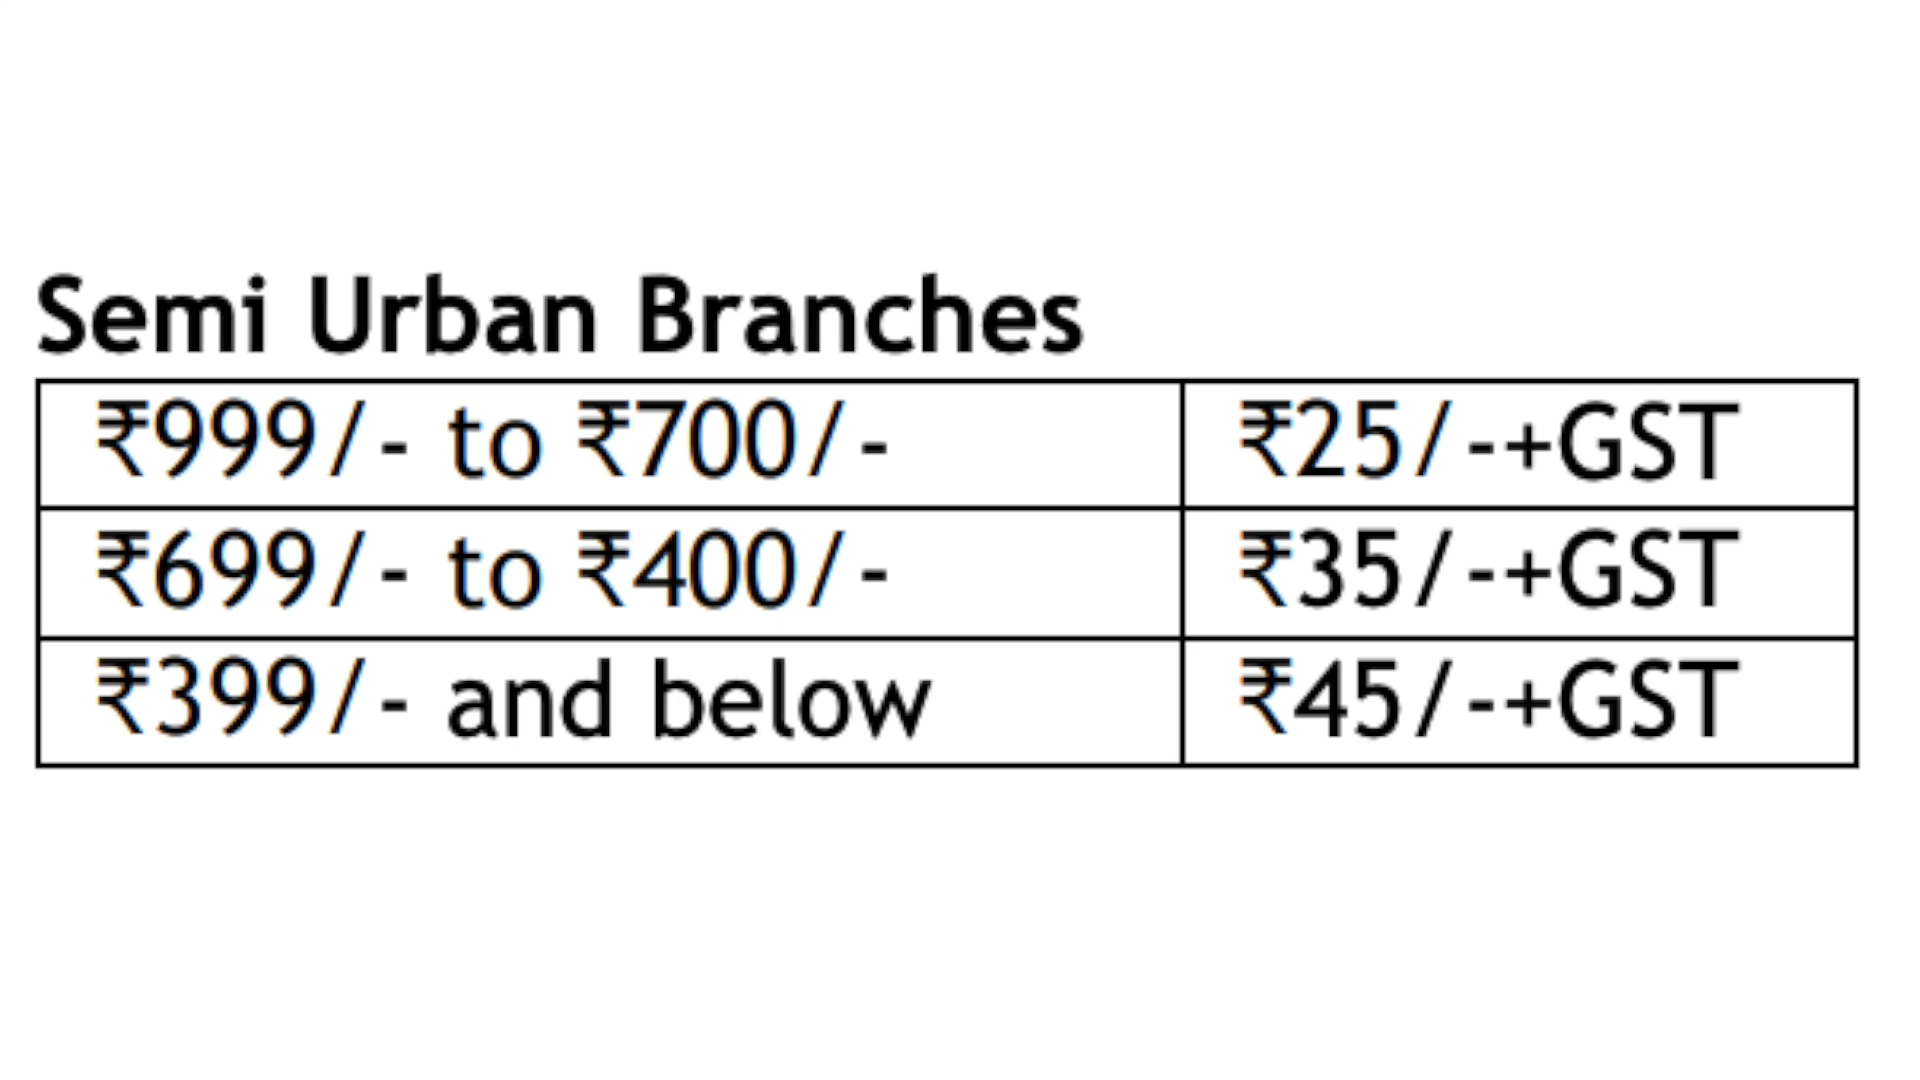 Semi Urban Branches
₹999/- to ₹700/- ₹25/-+GST
₹699/- to ₹400/- ₹35/-+GST
₹399/- and below ₹45/-+GST